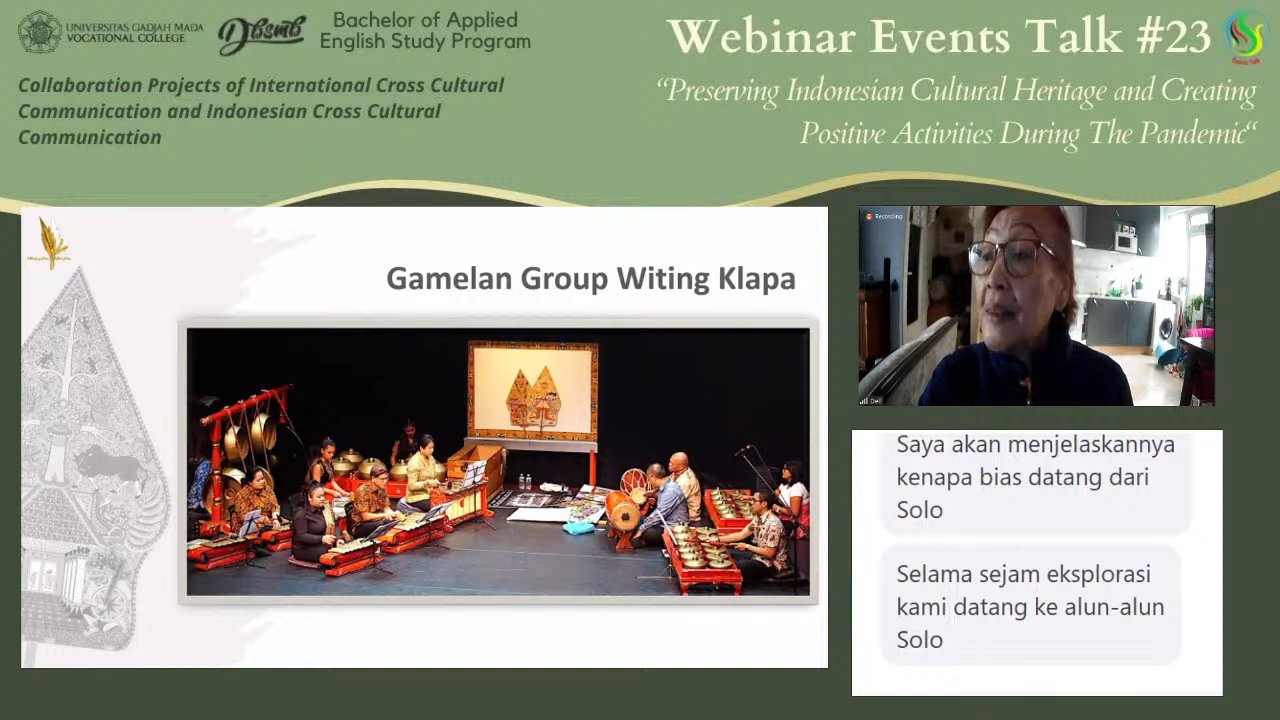 UNIVERSITAS GADJAH MADA
VOCATIONAL COLLEGE
Dbsmb
Bachelor of Applied
English Study Program
Collaboration Projects of International Cross Cultural
Communication and Indonesian Cross Cultural
Communication
Webinar Events Talk #23
“Preserving Indonesian Cultural Heritage and Creating
Positive Activities During The Pandemic“
Gamelan Group Witing Klapa
Recording
Dell
Saya akan menjelaskannya
kenapa bias datang dari
Solo
Selama sejam eksplorasi
kami datang ke alun-alun
Solo